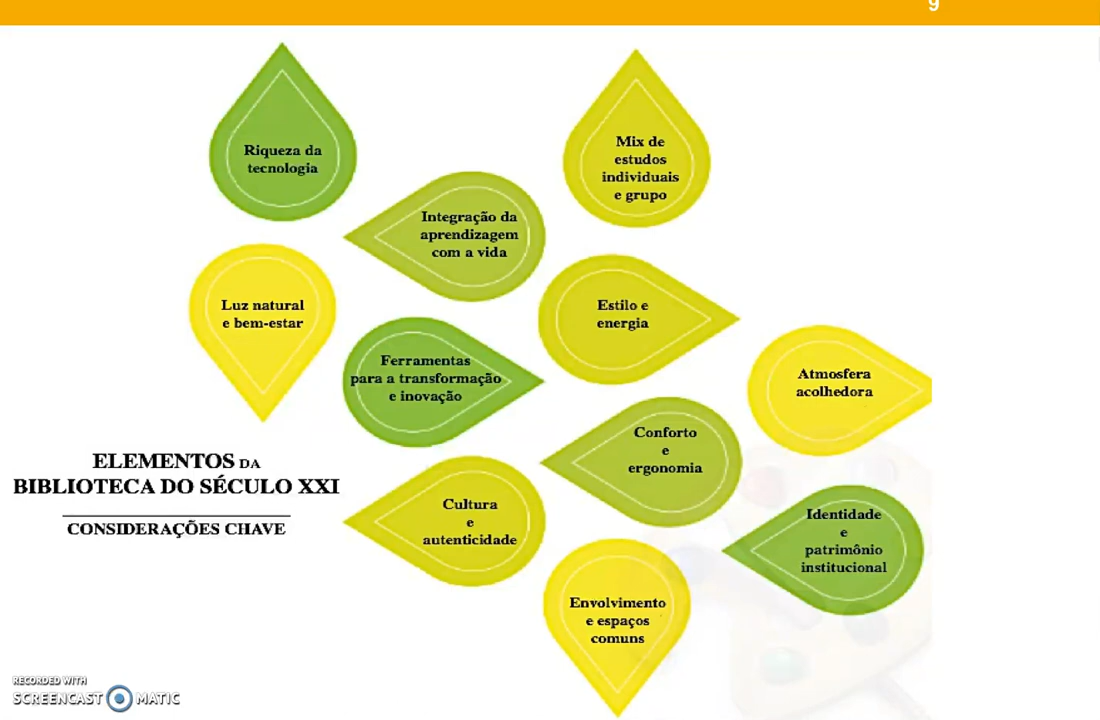 9
Riqueza da
tecnologia
Mix de
estudos
individuais
e grupo
Integração da
aprendizagem
com a vida
Luz natural
e bem-estar
Estilo e
energia
Ferramentas
para a transformação
e inovação
Atmosfera
acolhedora
Conforto
e
ergonomia
ELEMENTOS DA
BIBLIOTECA DO SÉCULO XXI
CONSIDERAÇÕES CHAVE
Cultura
e
autenticidade
Identidade
e
patrimônio
institucional
Envolvimento
e espaços
comuns
RECORDED WITH
SCREENCAST MATIC